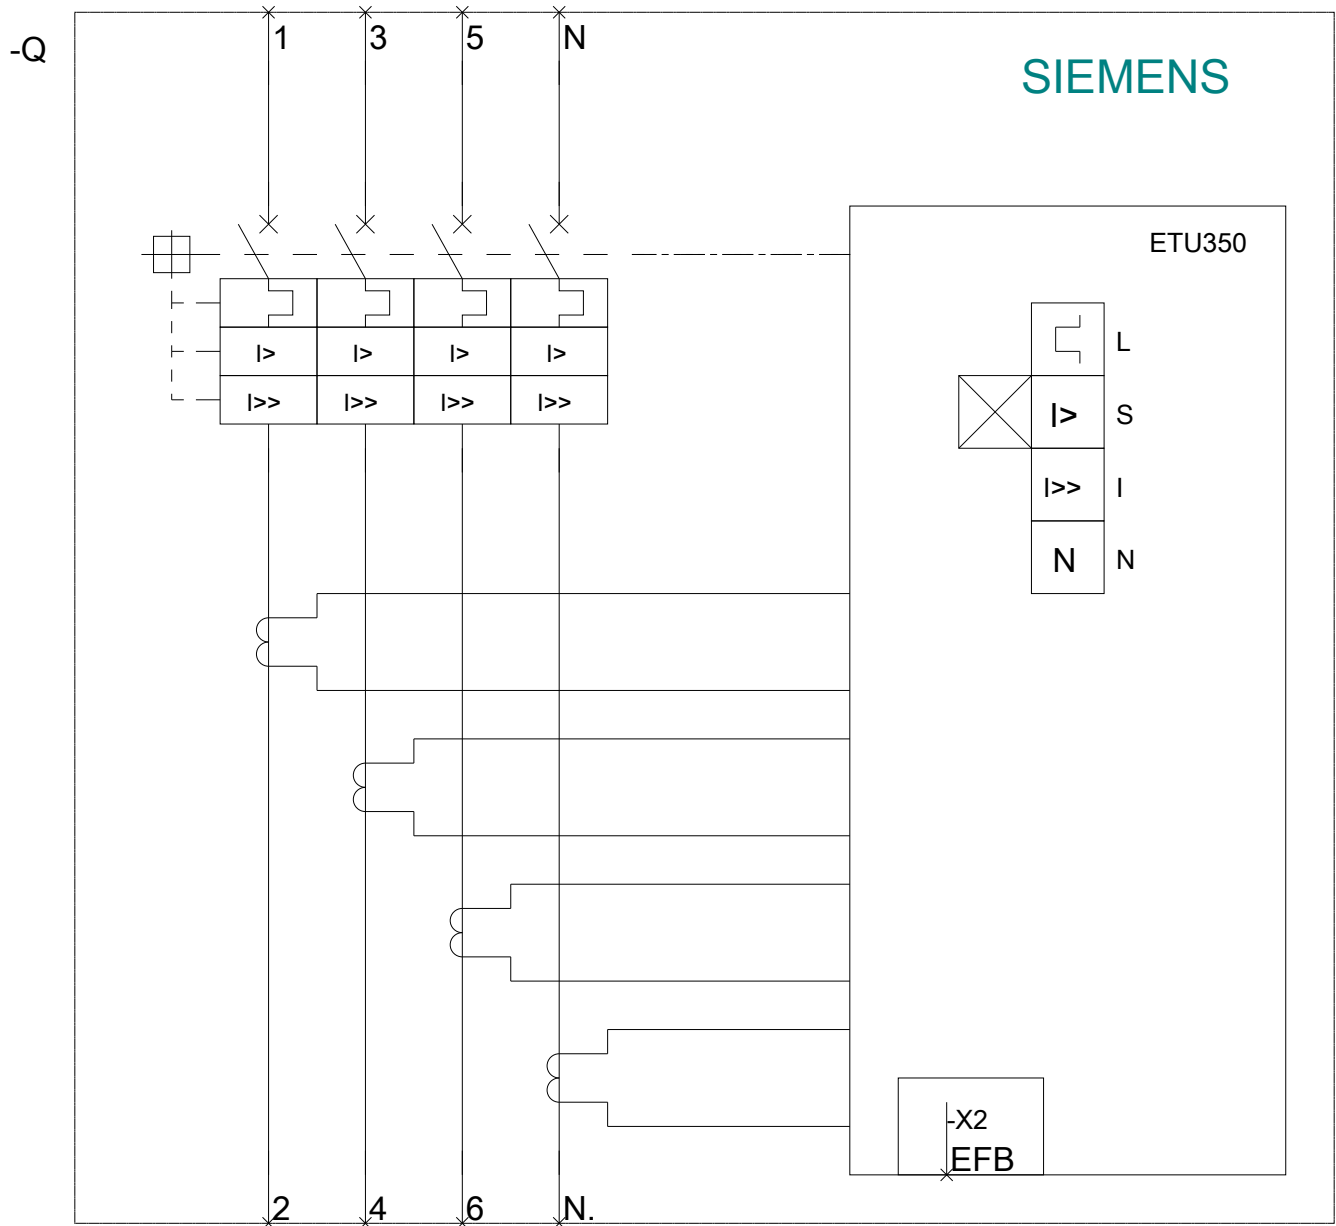 1 3 5 N
-Q
SIEMENS
ETU350
L
I> I> I> I>
I>> I>> I>> I>>
I> S
I>> I
N N
-X2
EFB
2 4 6 N.